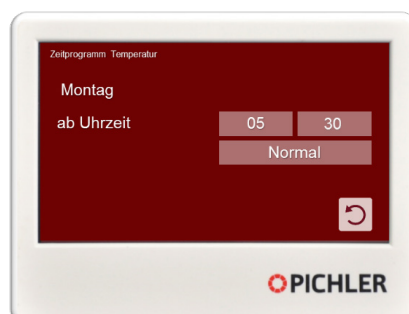 Zeitprogramm Temperatur
Montag
ab Uhrzeit 05 30
Normal
PICHLER